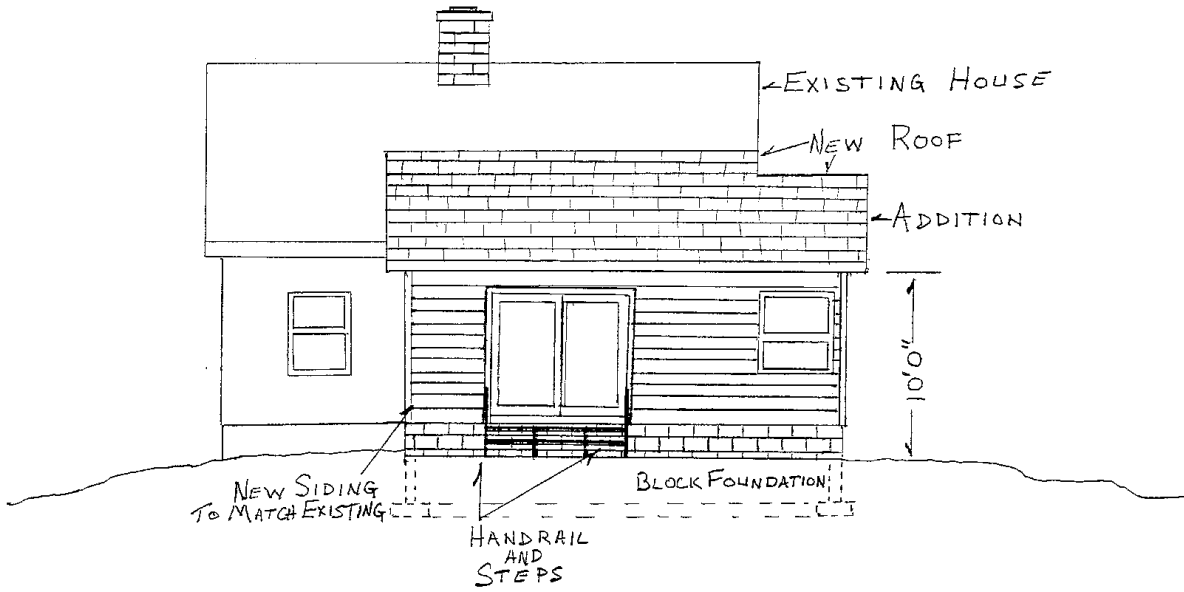 EXISTING HOUSE
NEW ROOF
ADDITION
10'0"
NEW SIDING
TO MATCH EXISTING
BLOCK FOUNDATION
HANDRAIL
AND
STEPS